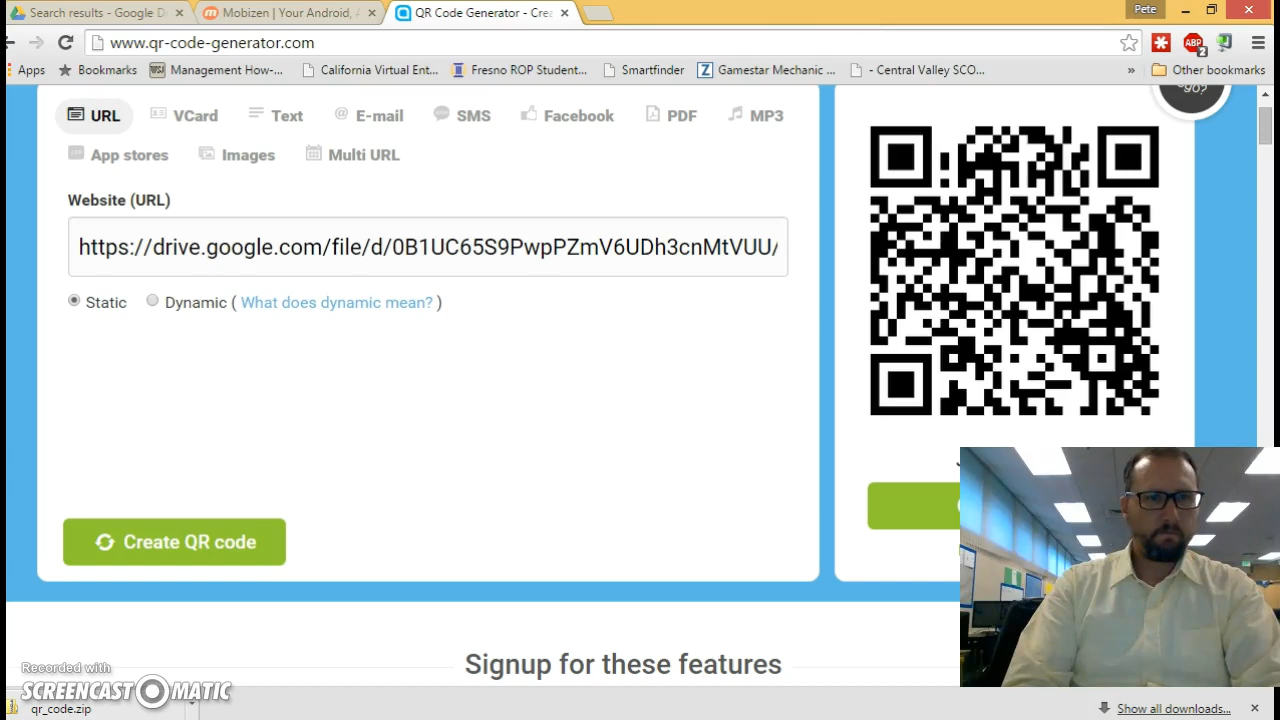 Search results - Google D
Mobizen | Your Android, A
QR Code Generator - Crea
Pete
www.qr-code-generator.com
ABP
2
Apps
Bookmarks
Management How-...
California Virtual Ent...
Fresno ROP Student...
Smartfinder
Gamestar Mechanic ...
- Central Valley SCO...
»
Other bookmarks
URL
VCard
Text
E-mail
SMS
Facebook
PDF
MP3
go?
App stores
Images
Multi URL
Website (URL)
https://drive.google.com/file/d/0B1UC65S9PwpPZmV6UDh3cnMtVUU/
Static
Dynamic ( What does dynamic mean? )
Create QR code
Signup for these features
Recorded with
SCREENCAST-O-MATIC
qr_code.zip
Show all downloads...